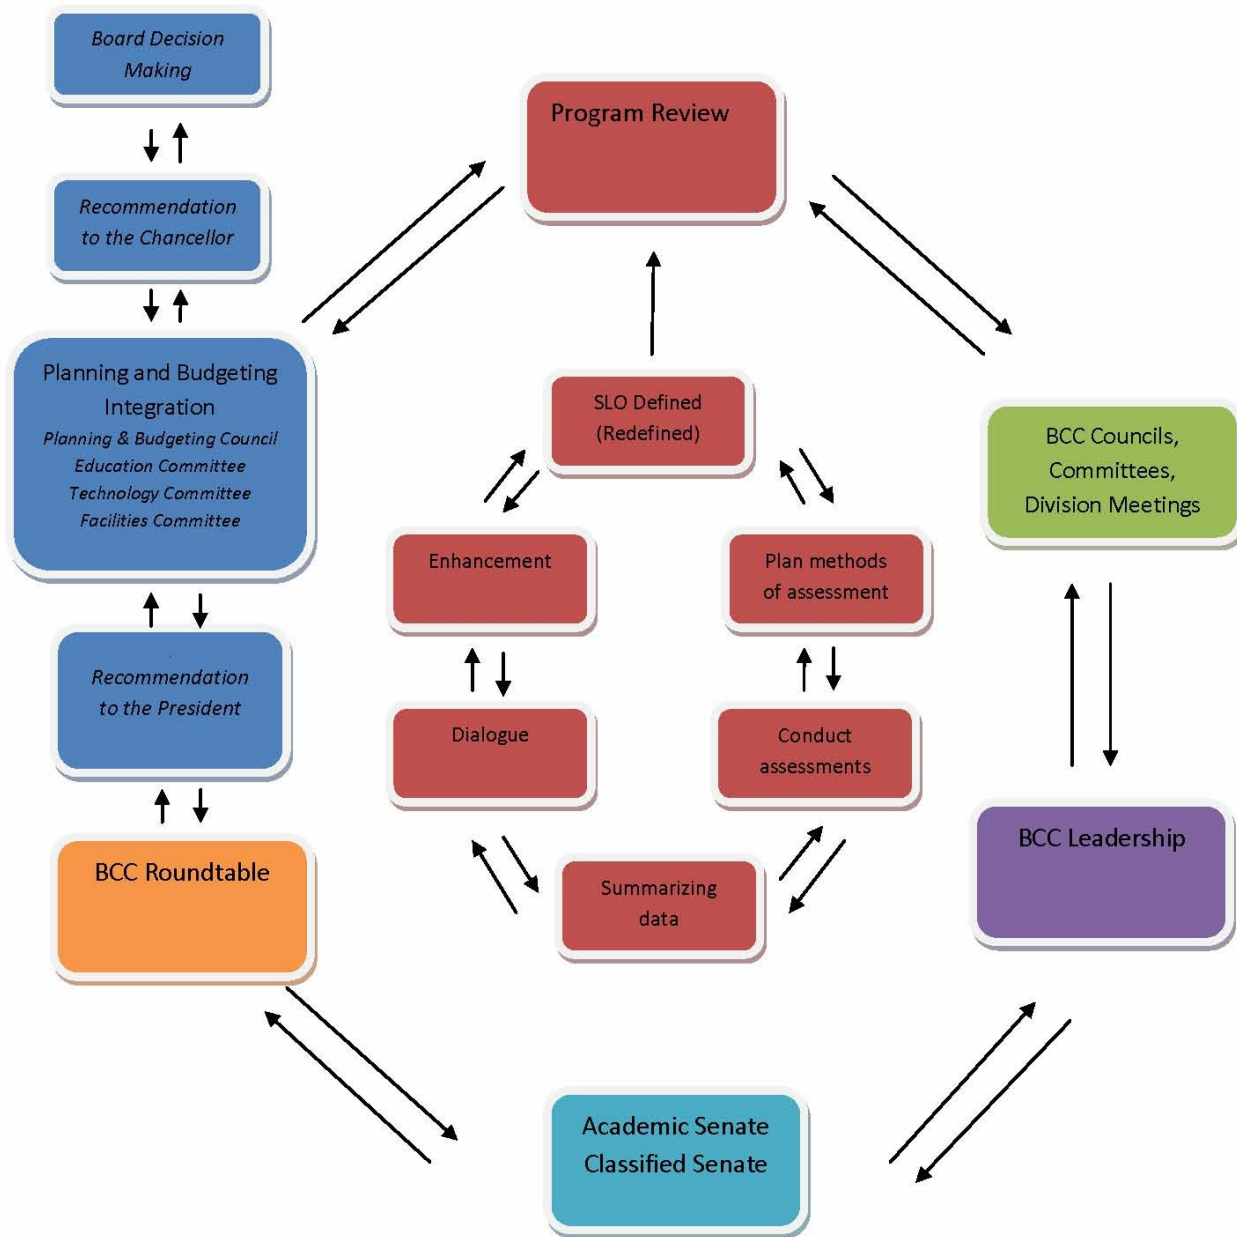 Board Decision
Making
Program Review
Recommendation
to the Chancellor
Planning and Budgeting
Integration
Planning & Budgeting Council
Education Committee
Technology Committee
Facilities Committee
SLO Defined
(Redefined)
BCC Councils,
Committees,
Division Meetings
Enhancement
Plan methods
of assessment
Recommendation
to the President
Dialogue
Conduct
assessments
BCC Roundtable
BCC Leadership
Summarizing
data
Academic Senate
Classified Senate